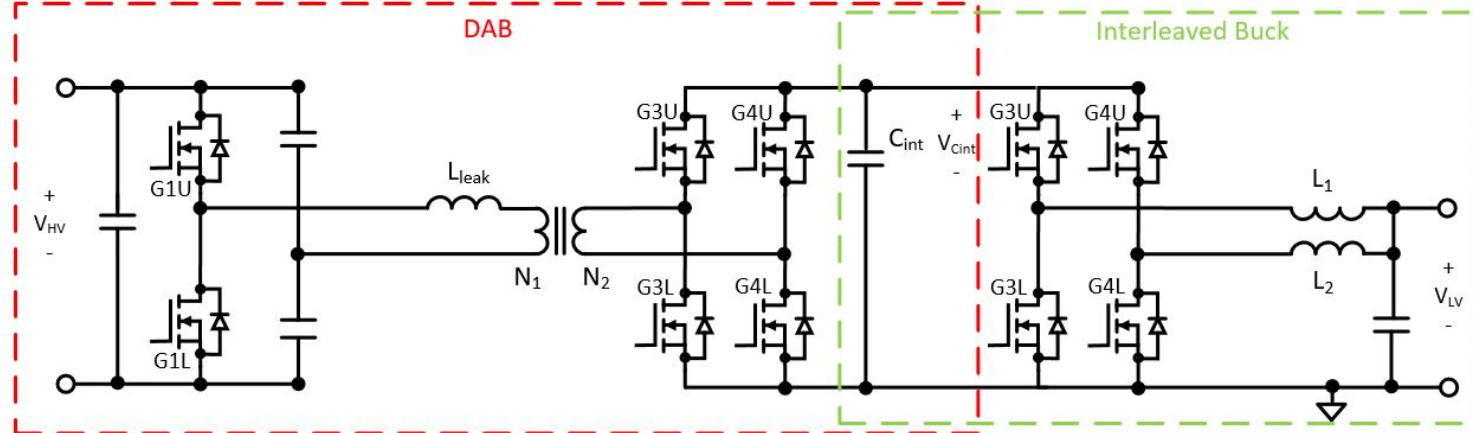 DAB
Interleaved Buck
G3U
G4U
G3U
G4U
+
Cint
VCint
-
G1U
Lleak
L1
+
VHV
-
N1
N2
L2
G3L
G4L
G3L
G4L
+
VLV
-
G1L